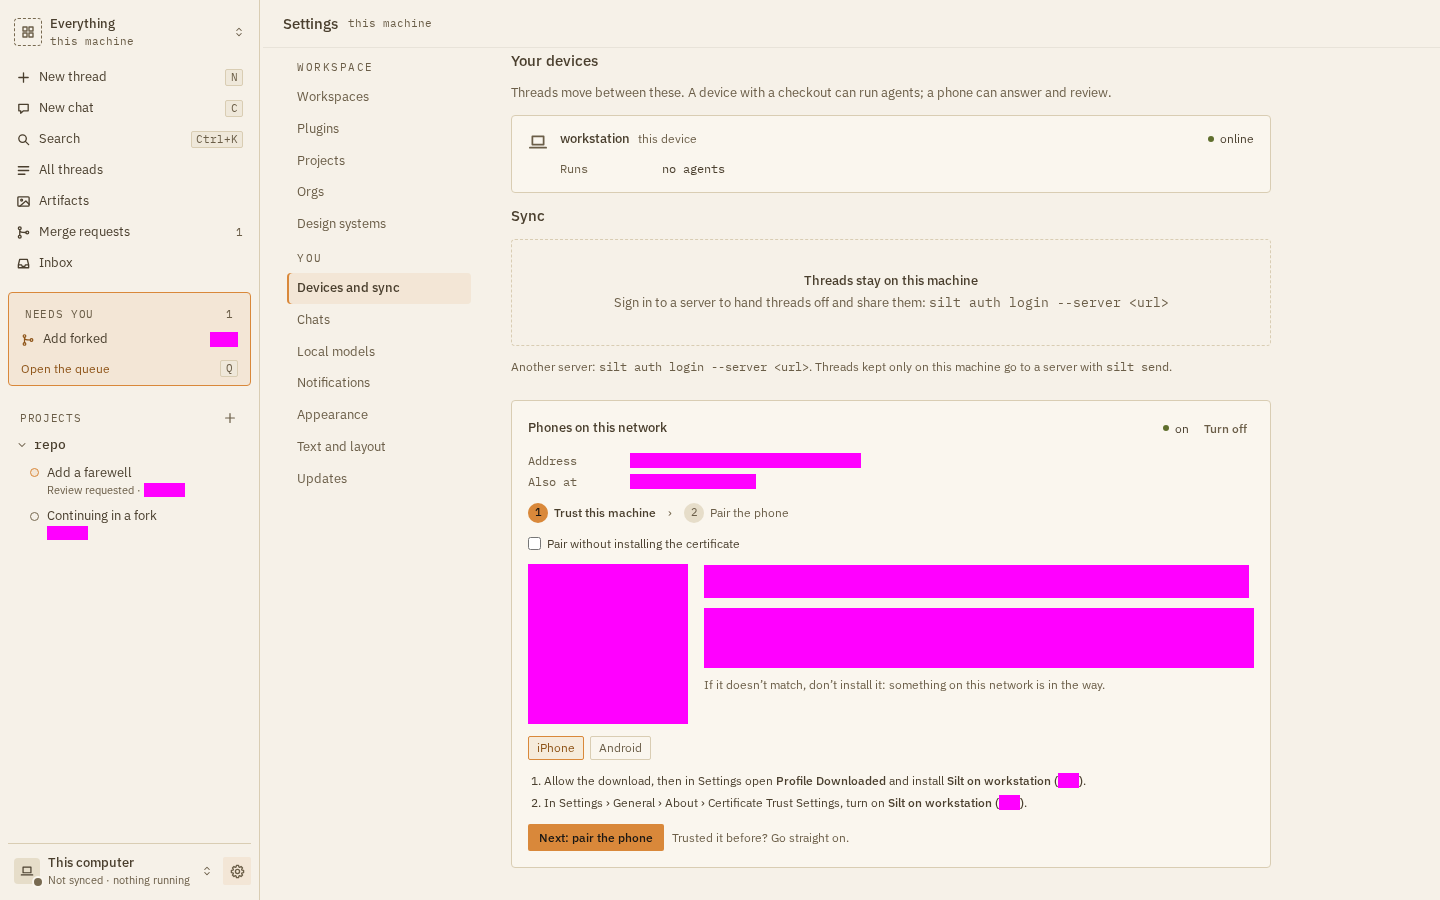 Everything
this machine
New thread N
New chat C
Search Ctrl+K
All threads
Artifacts
Merge requests 1
Inbox
NEEDS YOU 1
Add forked
Open the queue Q
PROJECTS
repo
Add a farewell
Review requested ·
Continuing in a fork
This computer
Not synced · nothing running
Settings this machine
WORKSPACE
Workspaces
Plugins
Projects
Orgs
Design systems
YOU
Devices and sync
Chats
Local models
Notifications
Appearance
Text and layout
Updates
Your devices
Threads move between these. A device with a checkout can run agents; a phone can answer and review.
workstation this device online
Runs no agents
Sync
Threads stay on this machine
Sign in to a server to hand threads off and share them: silt auth login --server <url>
Another server: silt auth login --server <url>. Threads kept only on this machine go to a server with silt send.
Phones on this network on Turn off
Address
Also at
1 Trust this machine › 2 Pair the phone
Pair without installing the certificate
If it doesn’t match, don’t install it: something on this network is in the way.
iPhone Android
1. Allow the download, then in Settings open Profile Downloaded and install Silt on workstation ( ).
2. In Settings › General › About › Certificate Trust Settings, turn on Silt on workstation ( ).
Next: pair the phone Trusted it before? Go straight on.